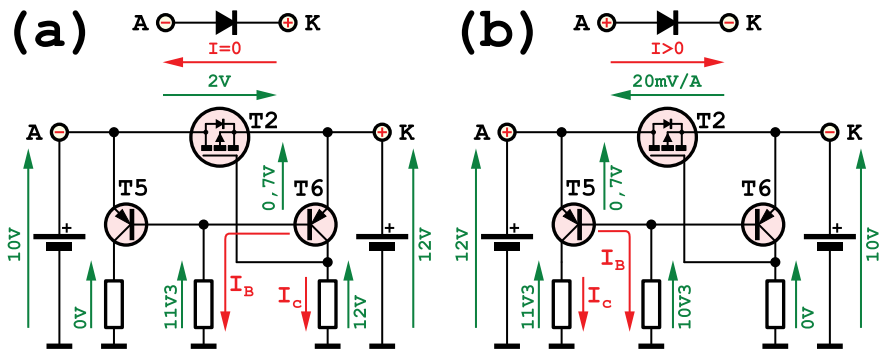 (a)
A − + K
I=0
2V
A − T2 + K
0,7V
T5 T6
10V + + 12V
0V 11V3 IB IC 12V
(b)
A + − K
I>0
20mV/A
A + T2 − K
0,7V
T5 T6
12V + + 10V
11V3 IC IB 10V3 0V